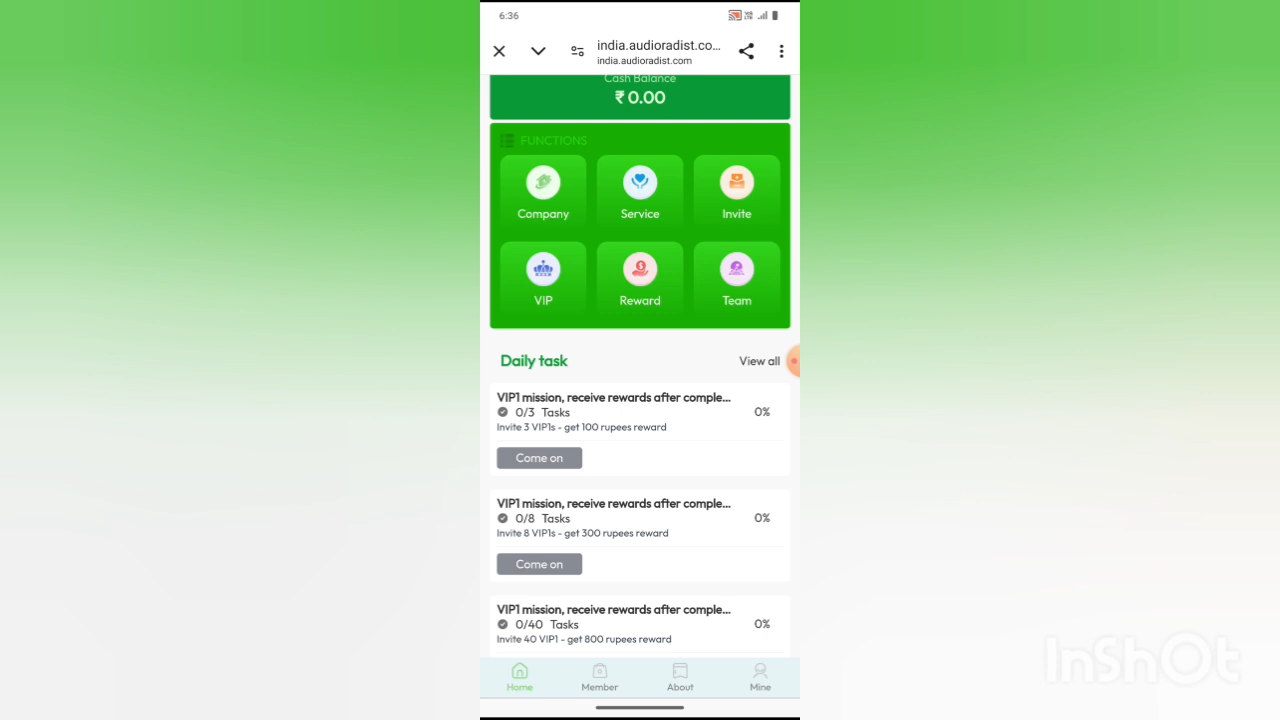 6:36
india.audioradist.co...
india.audioradist.com
Cash Balance
₹ 0.00
FUNCTIONS
Company Service Invite
VIP Reward Team
Daily task View all
VIP1 mission, receive rewards after comple...
0/3 Tasks 0%
Invite 3 VIP1s - get 100 rupees reward
Come on
VIP1 mission, receive rewards after comple...
0/8 Tasks 0%
Invite 8 VIP1s - get 300 rupees reward
Come on
VIP1 mission, receive rewards after comple...
0/40 Tasks 0%
Invite 40 VIP1 - get 800 rupees reward
Home Member About Mine
InShOt